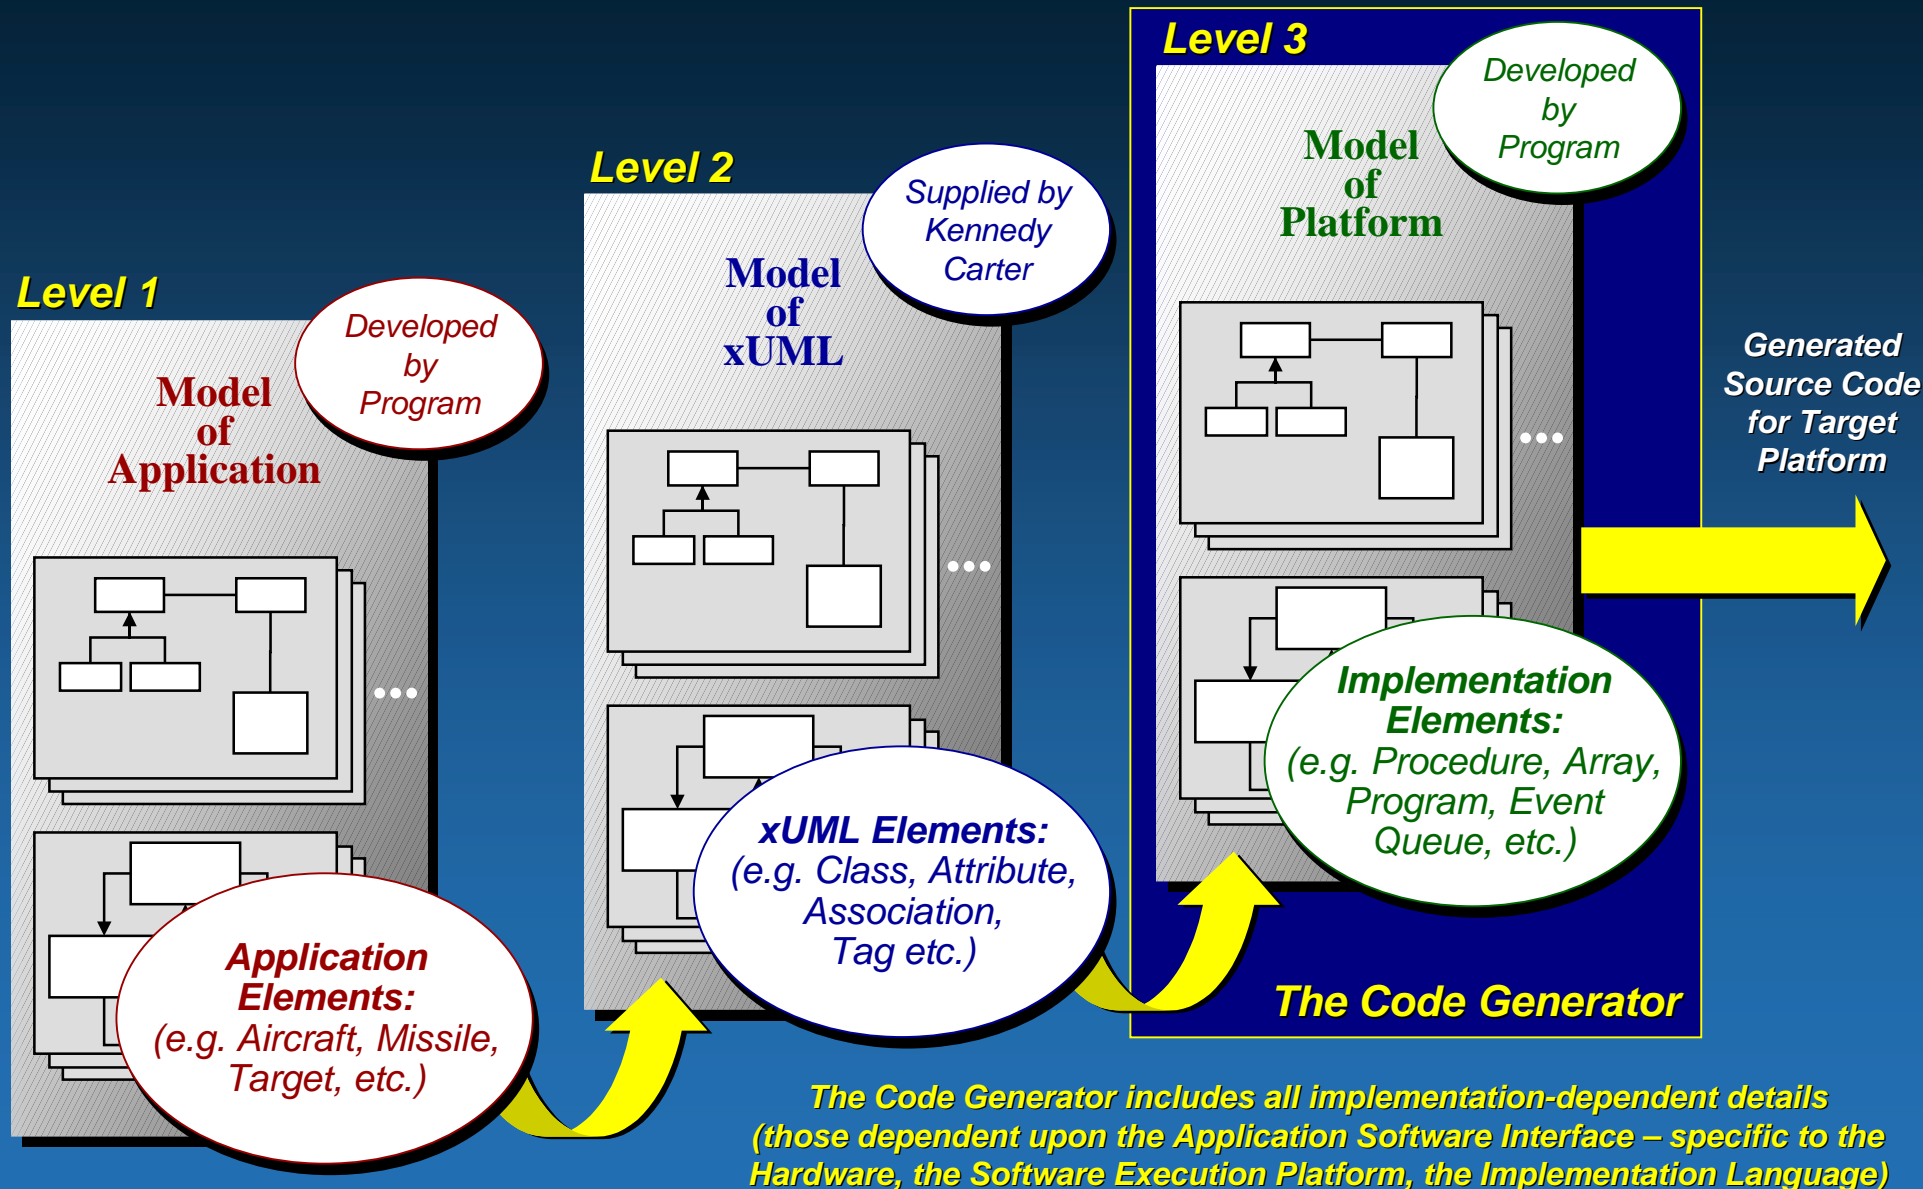 Level 1
Developed
by
Program
Model
of
Application
Application
Elements:
(e.g. Aircraft, Missile,
Target, etc.)
Level 2
Supplied by
Kennedy
Carter
Model
of
xUML
xUML Elements:
(e.g. Class, Attribute,
Association,
Tag etc.)
Level 3
Developed
by
Program
Model
of
Platform
Implementation
Elements:
(e.g. Procedure, Array,
Program, Event
Queue, etc.)
The Code Generator
Generated
Source Code
for Target
Platform
The Code Generator includes all implementation-dependent details
(those dependent upon the Application Software Interface – specific to the
Hardware, the Software Execution Platform, the Implementation Language)